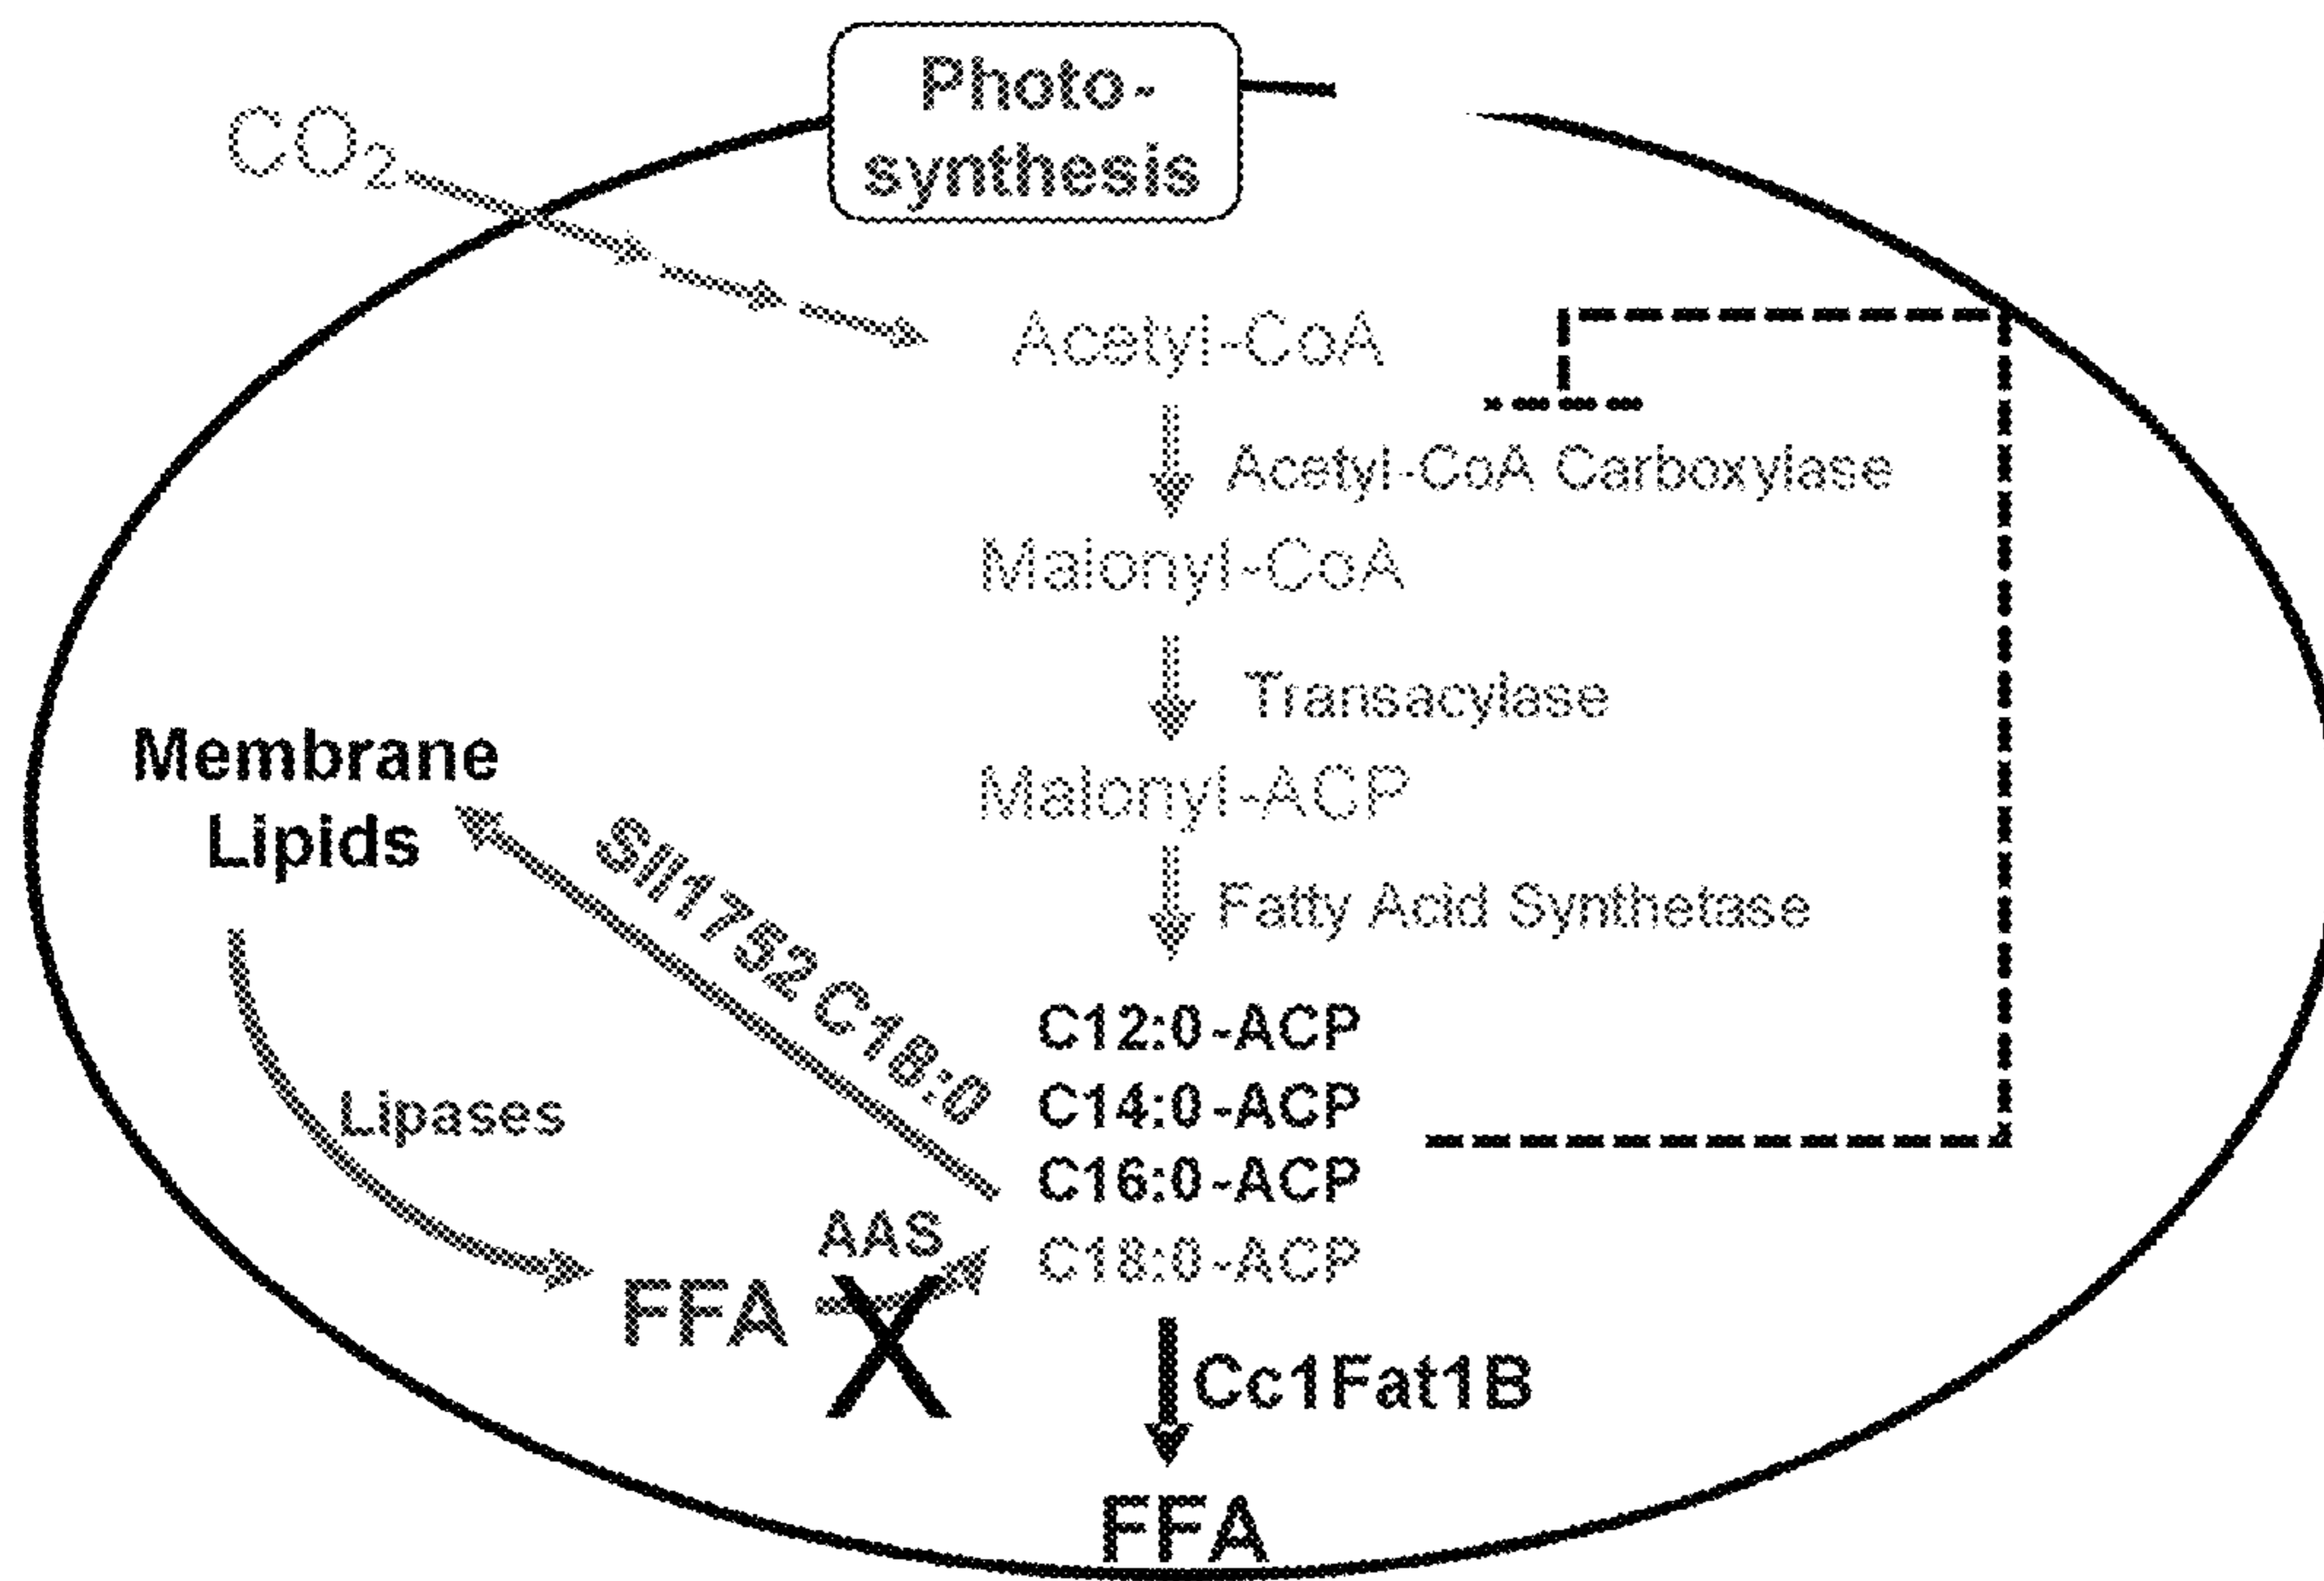 Photo-
synthesis
CO2
Acetyl-CoA
Acetyl-CoA Carboxylase
Malonyl-CoA
Transacylase
Malonyl-ACP
Fatty Acid Synthetase
Membrane
Lipids
Sll1752 C18:0
C12:0-ACP
C14:0-ACP
C16:0-ACP
C18:0-ACP
Lipases
AAS
FFA
X
Cc1Fat1B
FFA